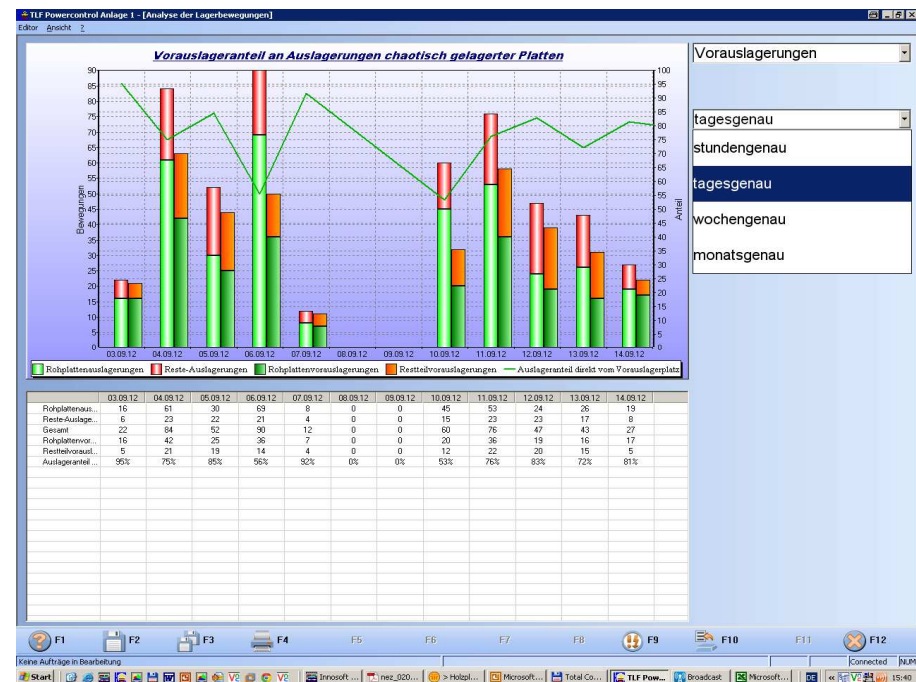 TLF Powercontrol Anlage 1 - [Analyse der Lagerbewegungen]
Editor Ansicht ?
Vorauslageranteil an Auslagerungen chaotisch gelagerter Platten
Bewegungen
90
85
80
75
70
65
60
55
50
45
40
35
30
25
20
15
10
5
0
100
95
90
85
80
75
70
65
60
55
50
45
40
35
30
25
20
15
10
5
0
Anteil
03.09.12 04.09.12 05.09.12 06.09.12 07.09.12 08.09.12 09.09.12 10.09.12 11.09.12 12.09.12 13.09.12 14.09.12
Rohplattenauslagerungen Reste-Auslagerungen Rohplattenvorauslagerungen Restteilvorauslagerungen Auslageranteil direkt vom Vorauslagerplatz
Vorauslagerungen
tagesgenau
stundengenau
tagesgenau
wochengenau
monatsgenau
03.09.12 04.09.12 05.09.12 06.09.12 07.09.12 08.09.12 09.09.12 10.09.12 11.09.12 12.09.12 13.09.12 14.09.12
Rohplattenaus... 16 61 30 69 8 0 0 45 53 24 26 19
Reste-Auslage... 6 23 22 21 4 0 0 15 23 23 17 8
Gesamt 22 84 52 90 12 0 0 60 76 47 43 27
Rohplattenvor... 16 42 25 36 7 0 0 20 36 19 16 17
Restteilvorausl... 5 21 19 14 4 0 0 12 22 20 15 5
Auslageranteil ... 95% 75% 85% 56% 92% 0% 0% 53% 76% 83% 72% 81%
F1 F2 F3 F4 F5 F6 F7 F8 F9 F10 F11 F12
Keine Aufträge in Bearbeitung Connected NUM
Start Innosoft ... nez_020... > Holzpl... Microsoft... Total Co... TLF Pow... Broadcast Microsoft... DE « 15:40